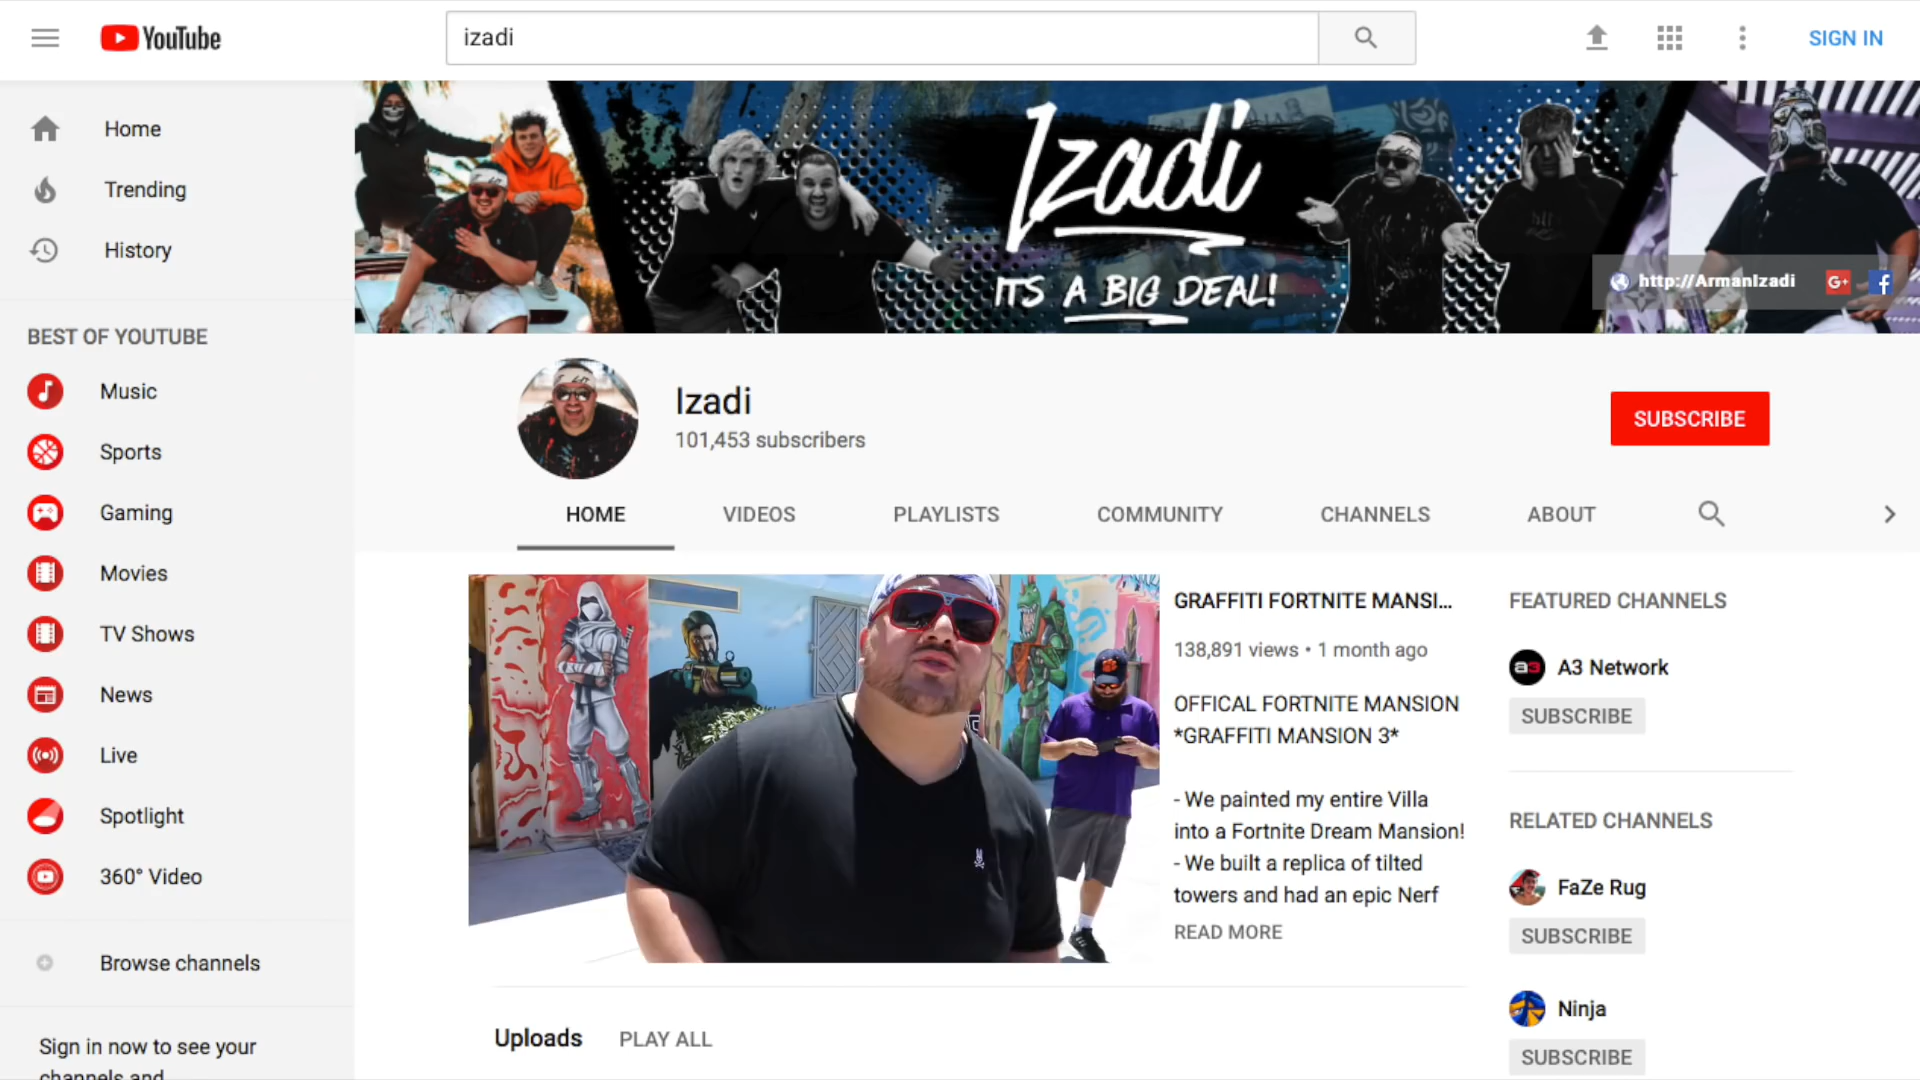 YouTube
izadi
SIGN IN
Home
Trending
History
BEST OF YOUTUBE
Music
Sports
Gaming
Movies
TV Shows
News
Live
Spotlight
360° Video
Browse channels
Sign in now to see your
channels and
Izadi
ITS A BIG DEAL!
http://ArmanIzadi
G+
f
Izadi
101,453 subscribers
SUBSCRIBE
HOME
VIDEOS
PLAYLISTS
COMMUNITY
CHANNELS
ABOUT
GRAFFITI FORTNITE MANSI...
138,891 views • 1 month ago
OFFICAL FORTNITE MANSION
*GRAFFITI MANSION 3*
- We painted my entire Villa
into a Fortnite Dream Mansion!
- We built a replica of tilted
towers and had an epic Nerf
READ MORE
Uploads
PLAY ALL
FEATURED CHANNELS
a3
A3 Network
SUBSCRIBE
RELATED CHANNELS
FaZe Rug
SUBSCRIBE
Ninja
SUBSCRIBE